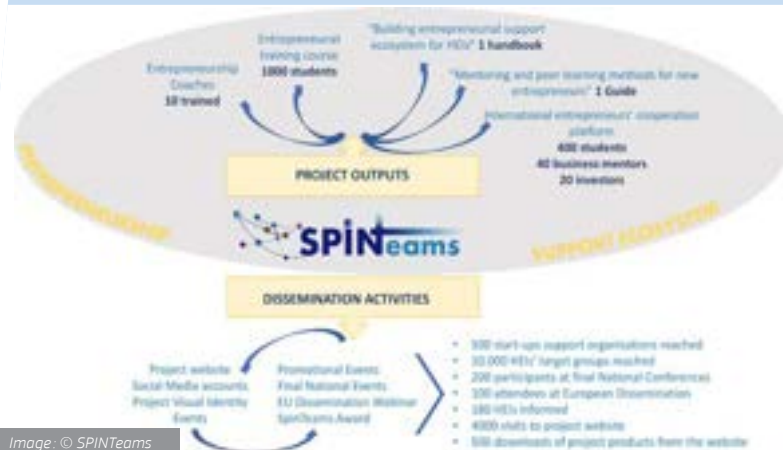 "Building entrepreneurial support
ecosystem for HEIs" 1 handbook
Entrepreneurial
training course
1000 students
Entrepreneurship
Coaches
10 trained
"Mentoring and peer learning methods for new
entrepreneurs" 1 Guide
International entrepreneurs' cooperation
platform
400 students
40 business mentors
20 investors
PROJECT OUTPUTS
ENTREPRENEURSHIP
SPiNTeams
SUPPORT ECOSYSTEM
DISSEMINATION ACTIVITIES
Project website
Social Media accounts
Project Visual Identity
Events
Promotional Events
Final National Events
EU Dissemination Webinar
SpinTeams Award
500 start-ups support organisations reached
10.000 HEIs' target groups reached
200 participants at final National Conferences
100 attendees at European Dissemination
180 HEIs informed
4000 visits to project website
500 downloads of project products from the website
Image: © SPINTeams